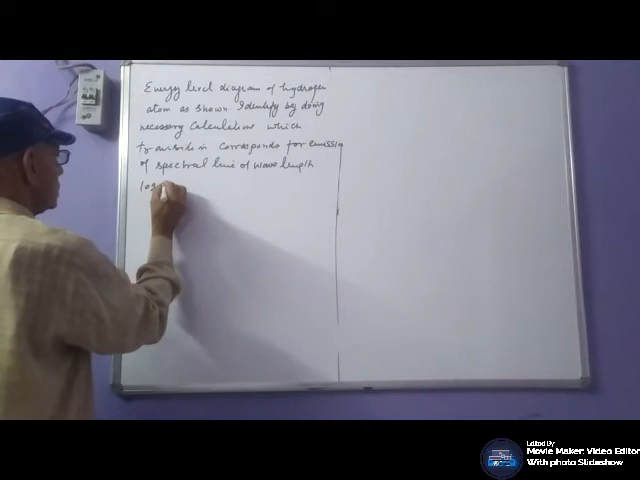 Energy level diagram of hydrogen
atom as shown Identify by doing
necessary Calculations which
transition corresponds for emission
of spectral line of wave length
102
Edited By
Movie Maker: Video Editor
With photo Slideshow